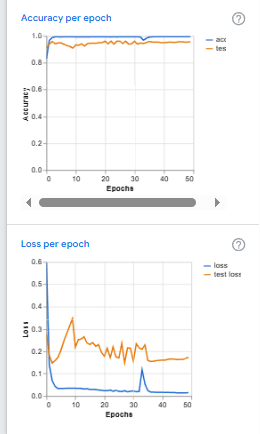 Accuracy per epoch
?
1.0
acc
tes
0.8
0.6
0.4
0.2
0.0
Accuracy
0 10 20 30 40 50
Epochs
Loss per epoch
?
0.6
loss
test loss
0.5
0.4
0.3
0.2
0.1
0.0
Loss
0 10 20 30 40 50
Epochs